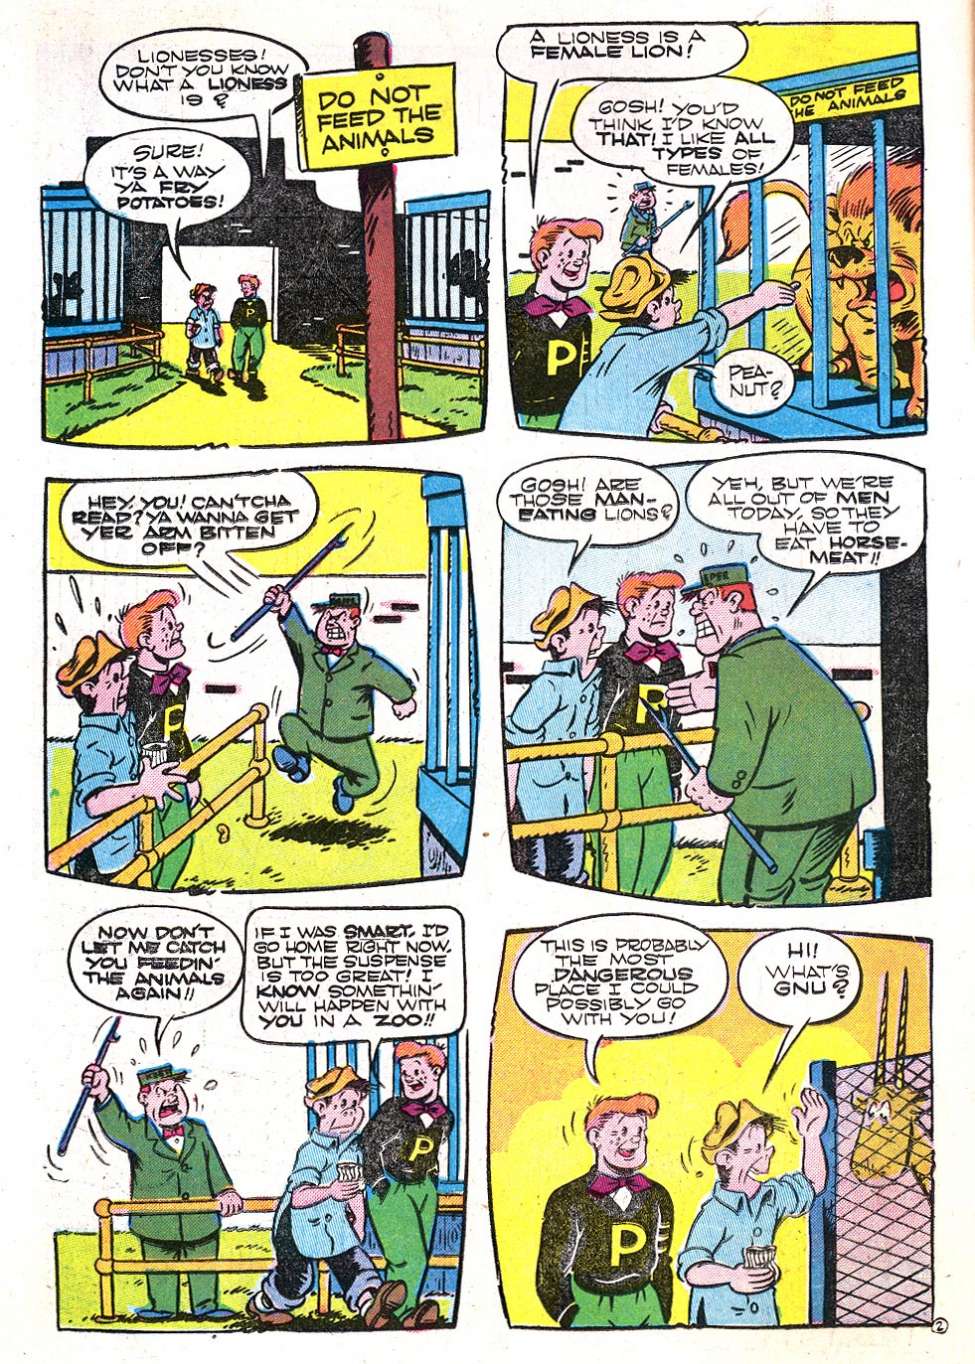 LIONESSES!
DON'T YOU KNOW
WHAT A LIONESS
IS?
SURE!
IT'S A WAY
YA FRY
POTATOES!
DO NOT
FEED THE
ANIMALS
P
A LIONESS IS A
FEMALE LION!
GOSH! YOU'D
THINK I'D KNOW
THAT! I LIKE ALL
TYPES OF
FEMALES!
DO NOT FEED
HE ANIMALS
P
PEA-
NUT?
HEY, YOU! CAN'TCHA
READ? YA WANNA GET
YER ARM BITTEN
OFF?
P
GOSH! ARE
THOSE MAN-
EATING LIONS?
YEH, BUT WE'RE
ALL OUT OF MEN
TODAY, SO THEY
HAVE TO
EAT HORSE-
MEAT!!
EPER
P
NOW DON'T
LET ME CATCH
YOU FEEDIN'
THE ANIMALS
AGAIN!!
IF I WAS SMART, I'D
GO HOME RIGHT NOW,
BUT THE SUSPENSE
IS TOO GREAT! I
KNOW SOMETHIN'
WILL HAPPEN WITH
YOU IN A ZOO!!
P
THIS IS PROBABLY
THE MOST
DANGEROUS
PLACE I COULD
POSSIBLY GO
WITH YOU!
HI!
WHAT'S
GNU?
P
2